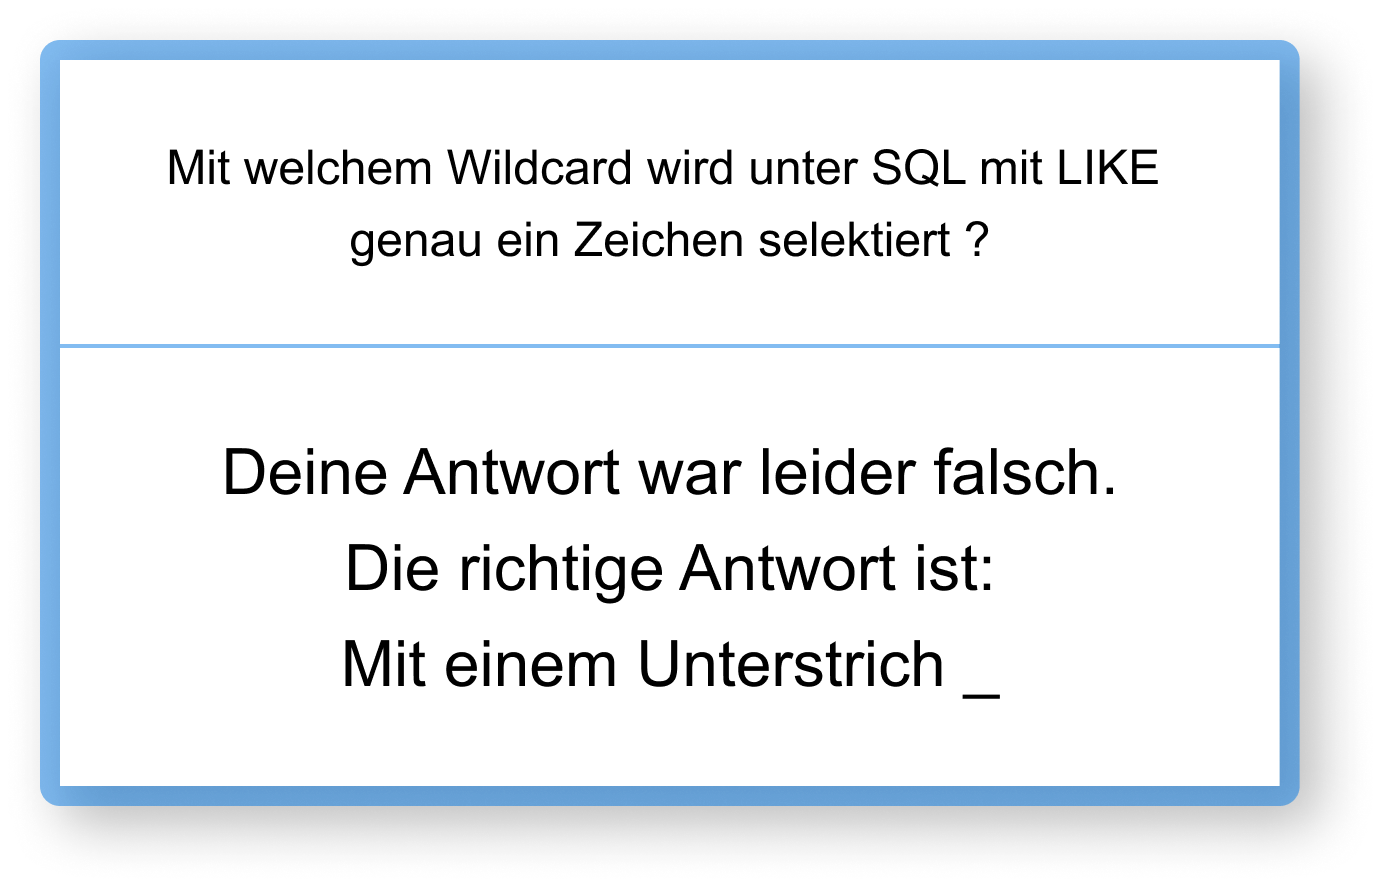 Mit welchem Wildcard wird unter SQL mit LIKE
genau ein Zeichen selektiert ?
Deine Antwort war leider falsch.
Die richtige Antwort ist:
Mit einem Unterstrich _